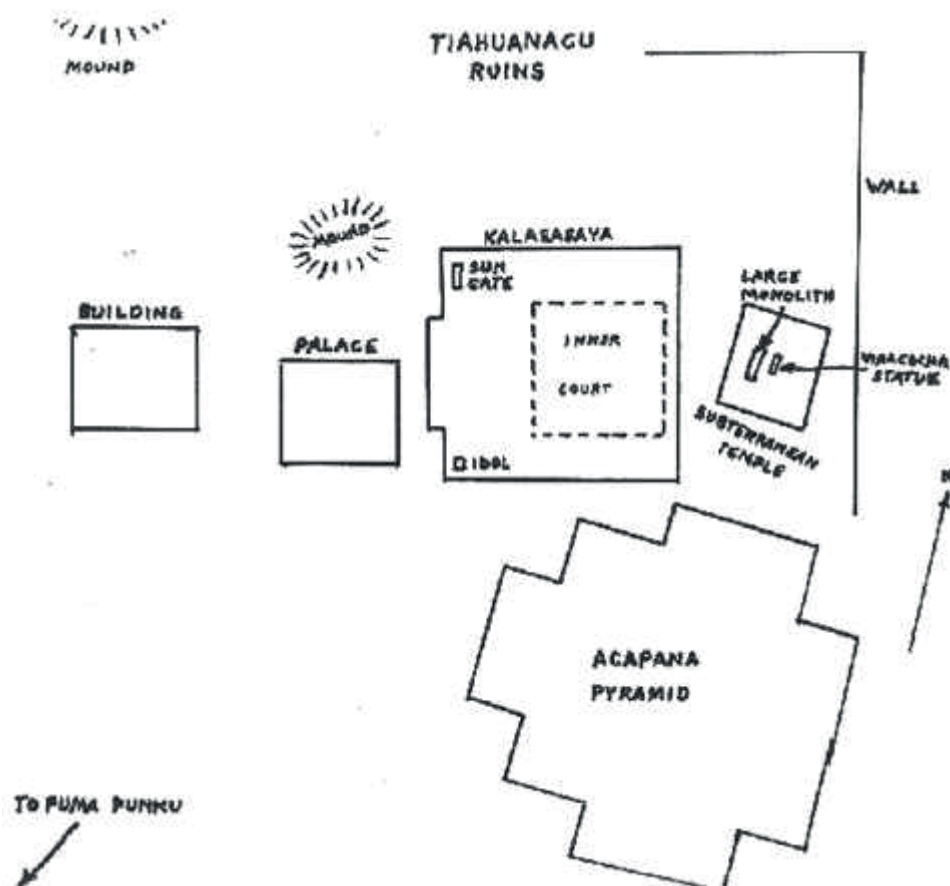 TIAHUANACU
RUINS
MOUND
WALL
MOUND
KALASASAYA
SUN
GATE
LARGE
MONOLITH
BUILDING
PALACE
INNER
COURT
VIRACOCHA
STATUE
SUBTERRANEAN
TEMPLE
IDOL
N
ACAPANA
PYRAMID
TO PUMA PUNKU